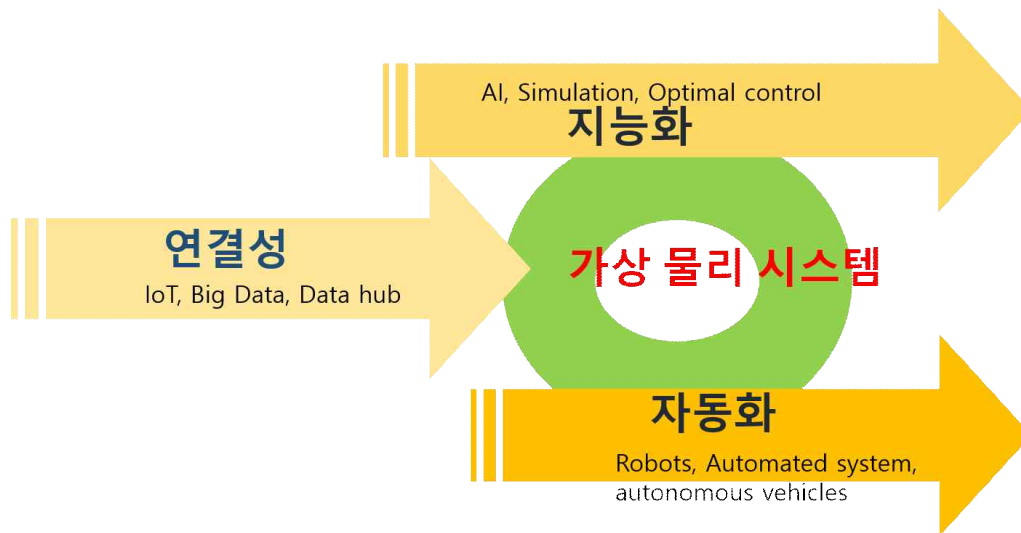 AI, Simulation, Optimal control
지능화
연결성
IoT, Big Data, Data hub
가상 물리 시스템
자동화
Robots, Automated system,
autonomous vehicles